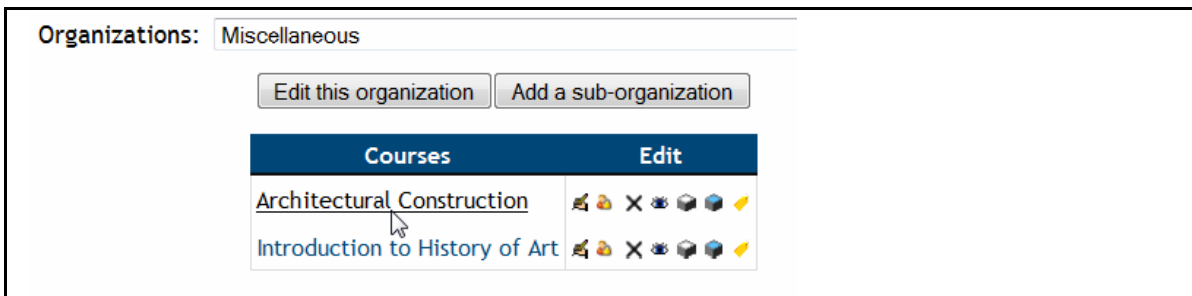 Organizations: Miscellaneous
Edit this organization Add a sub-organization
Courses Edit
Architectural Construction
Introduction to History of Art